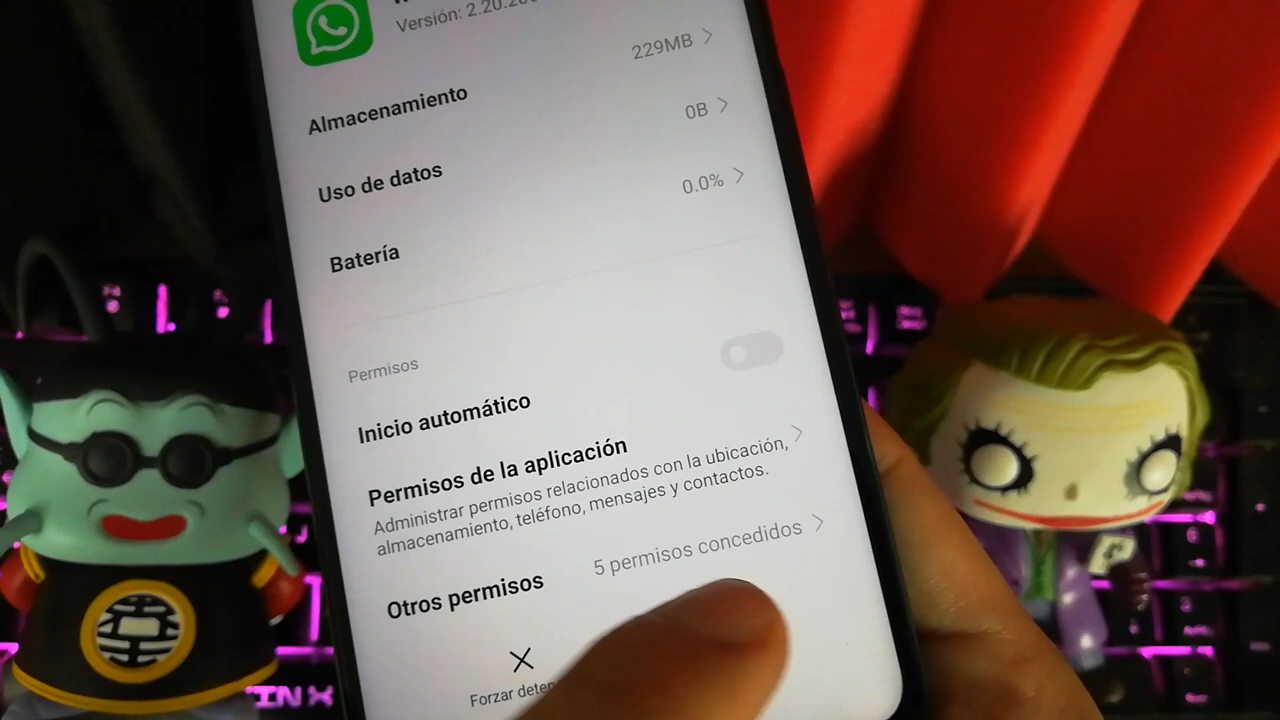 Versión: 2.20.20
Almacenamiento
229MB
Uso de datos
0B
Batería
0.0%
Permisos
Inicio automático
Permisos de la aplicación
Administrar permisos relacionados con la ubicación,
almacenamiento, teléfono, mensajes y contactos.
Otros permisos
5 permisos concedidos
Forzar deten